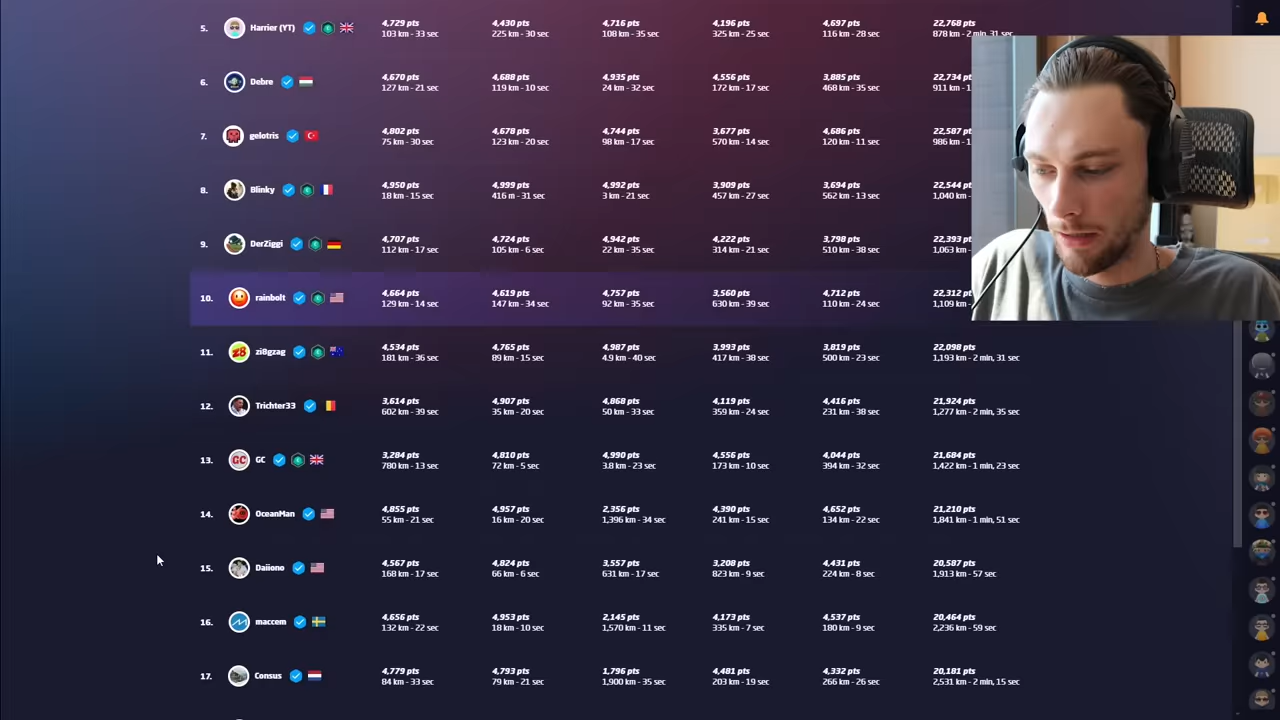 5. Harrier (YT) 4,729 pts 4,430 pts 4,716 pts 4,196 pts 4,697 pts 22,768 pts
103 km - 33 sec 225 km - 30 sec 108 km - 35 sec 325 km - 25 sec 116 km - 28 sec 878 km - 2 min, 31 sec
6. Debre 4,670 pts 4,688 pts 4,935 pts 4,556 pts 3,885 pts 22,734 pt
127 km - 21 sec 119 km - 10 sec 24 km - 32 sec 172 km - 17 sec 468 km - 35 sec 911 km - 1
7. gelotris 4,802 pts 4,678 pts 4,744 pts 3,677 pts 4,686 pts 22,587 pt
75 km - 30 sec 123 km - 20 sec 98 km - 17 sec 570 km - 14 sec 120 km - 11 sec 986 km - 1
8. Blinky 4,950 pts 4,999 pts 4,992 pts 3,909 pts 3,694 pts 22,544 pt
18 km - 15 sec 416 m - 31 sec 3 km - 21 sec 457 km - 27 sec 562 km - 13 sec 1,040 km
9. DerZiggi 4,707 pts 4,724 pts 4,942 pts 4,222 pts 3,798 pts 22,393 pt
112 km - 17 sec 105 km - 6 sec 22 km - 35 sec 314 km - 21 sec 510 km - 38 sec 1,063 km
10. rainbolt 4,664 pts 4,619 pts 4,757 pts 3,560 pts 4,712 pts 22,312 pt
129 km - 14 sec 147 km - 34 sec 92 km - 35 sec 630 km - 39 sec 110 km - 24 sec 1,109 km
11. z8 zi8gzag 4,534 pts 4,765 pts 4,987 pts 3,993 pts 3,819 pts 22,098 pts
181 km - 36 sec 89 km - 15 sec 4.9 km - 40 sec 417 km - 38 sec 500 km - 23 sec 1,193 km - 2 min, 31 sec
12. Trichter33 3,614 pts 4,907 pts 4,868 pts 4,119 pts 4,416 pts 21,924 pts
602 km - 39 sec 35 km - 20 sec 50 km - 33 sec 359 km - 24 sec 231 km - 38 sec 1,277 km - 2 min, 35 sec
13. GC GC 3,284 pts 4,810 pts 4,990 pts 4,556 pts 4,044 pts 21,684 pts
780 km - 13 sec 72 km - 5 sec 3.8 km - 23 sec 173 km - 10 sec 394 km - 32 sec 1,422 km - 1 min, 23 sec
14. OceanMan 4,855 pts 4,957 pts 2,356 pts 4,390 pts 4,652 pts 21,210 pts
55 km - 21 sec 16 km - 20 sec 1,396 km - 34 sec 241 km - 15 sec 134 km - 22 sec 1,841 km - 1 min, 51 sec
15. Daiiono 4,567 pts 4,824 pts 3,557 pts 3,208 pts 4,431 pts 20,587 pts
168 km - 17 sec 66 km - 6 sec 631 km - 17 sec 823 km - 9 sec 224 km - 8 sec 1,913 km - 57 sec
16. maccem 4,656 pts 4,953 pts 2,145 pts 4,173 pts 4,537 pts 20,464 pts
132 km - 22 sec 18 km - 10 sec 1,570 km - 11 sec 335 km - 7 sec 180 km - 9 sec 2,236 km - 59 sec
17. Consus 4,779 pts 4,793 pts 1,796 pts 4,481 pts 4,332 pts 20,181 pts
84 km - 33 sec 79 km - 21 sec 1,900 km - 35 sec 203 km - 19 sec 266 km - 26 sec 2,531 km - 2 min, 15 sec